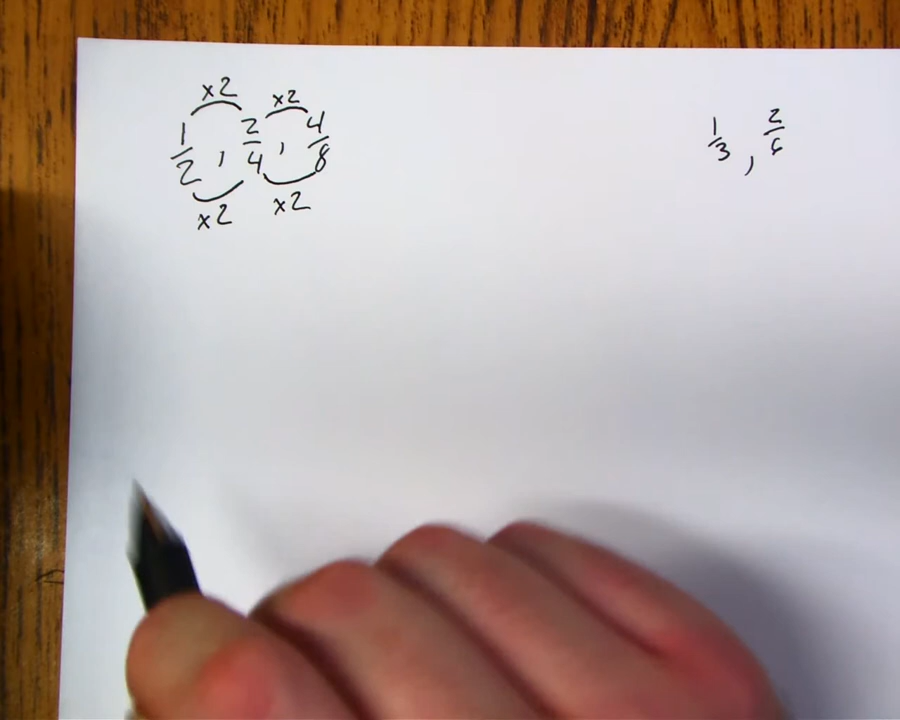 x2 x2
1/2 , 2/4 , 4/8
x2 x2
1/3 , 2/6